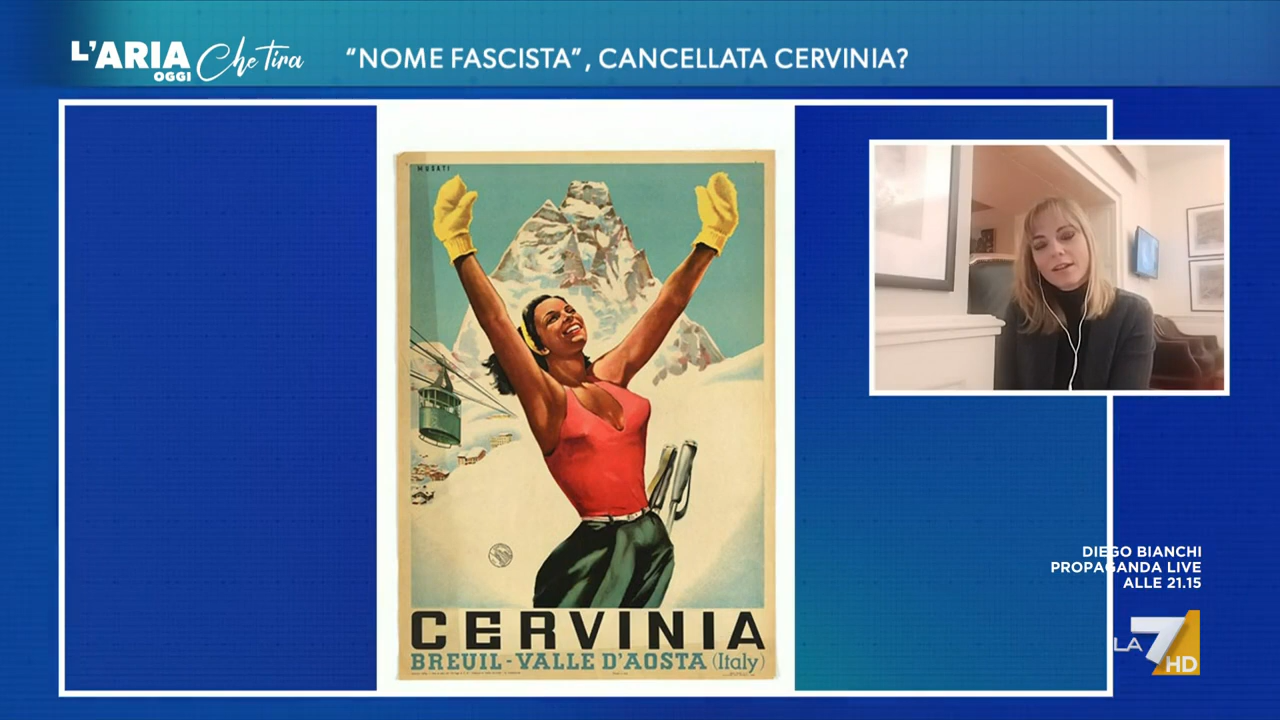 L'ARIA
OGGI
Che tira
“NOME FASCISTA”, CANCELLATA CERVINIA?
MUSATI
CERVINIA
BREUIL-VALLE D'AOSTA (Italy)
DIEGO BIANCHI
PROPAGANDA LIVE
ALLE 21.15
LA7
HD